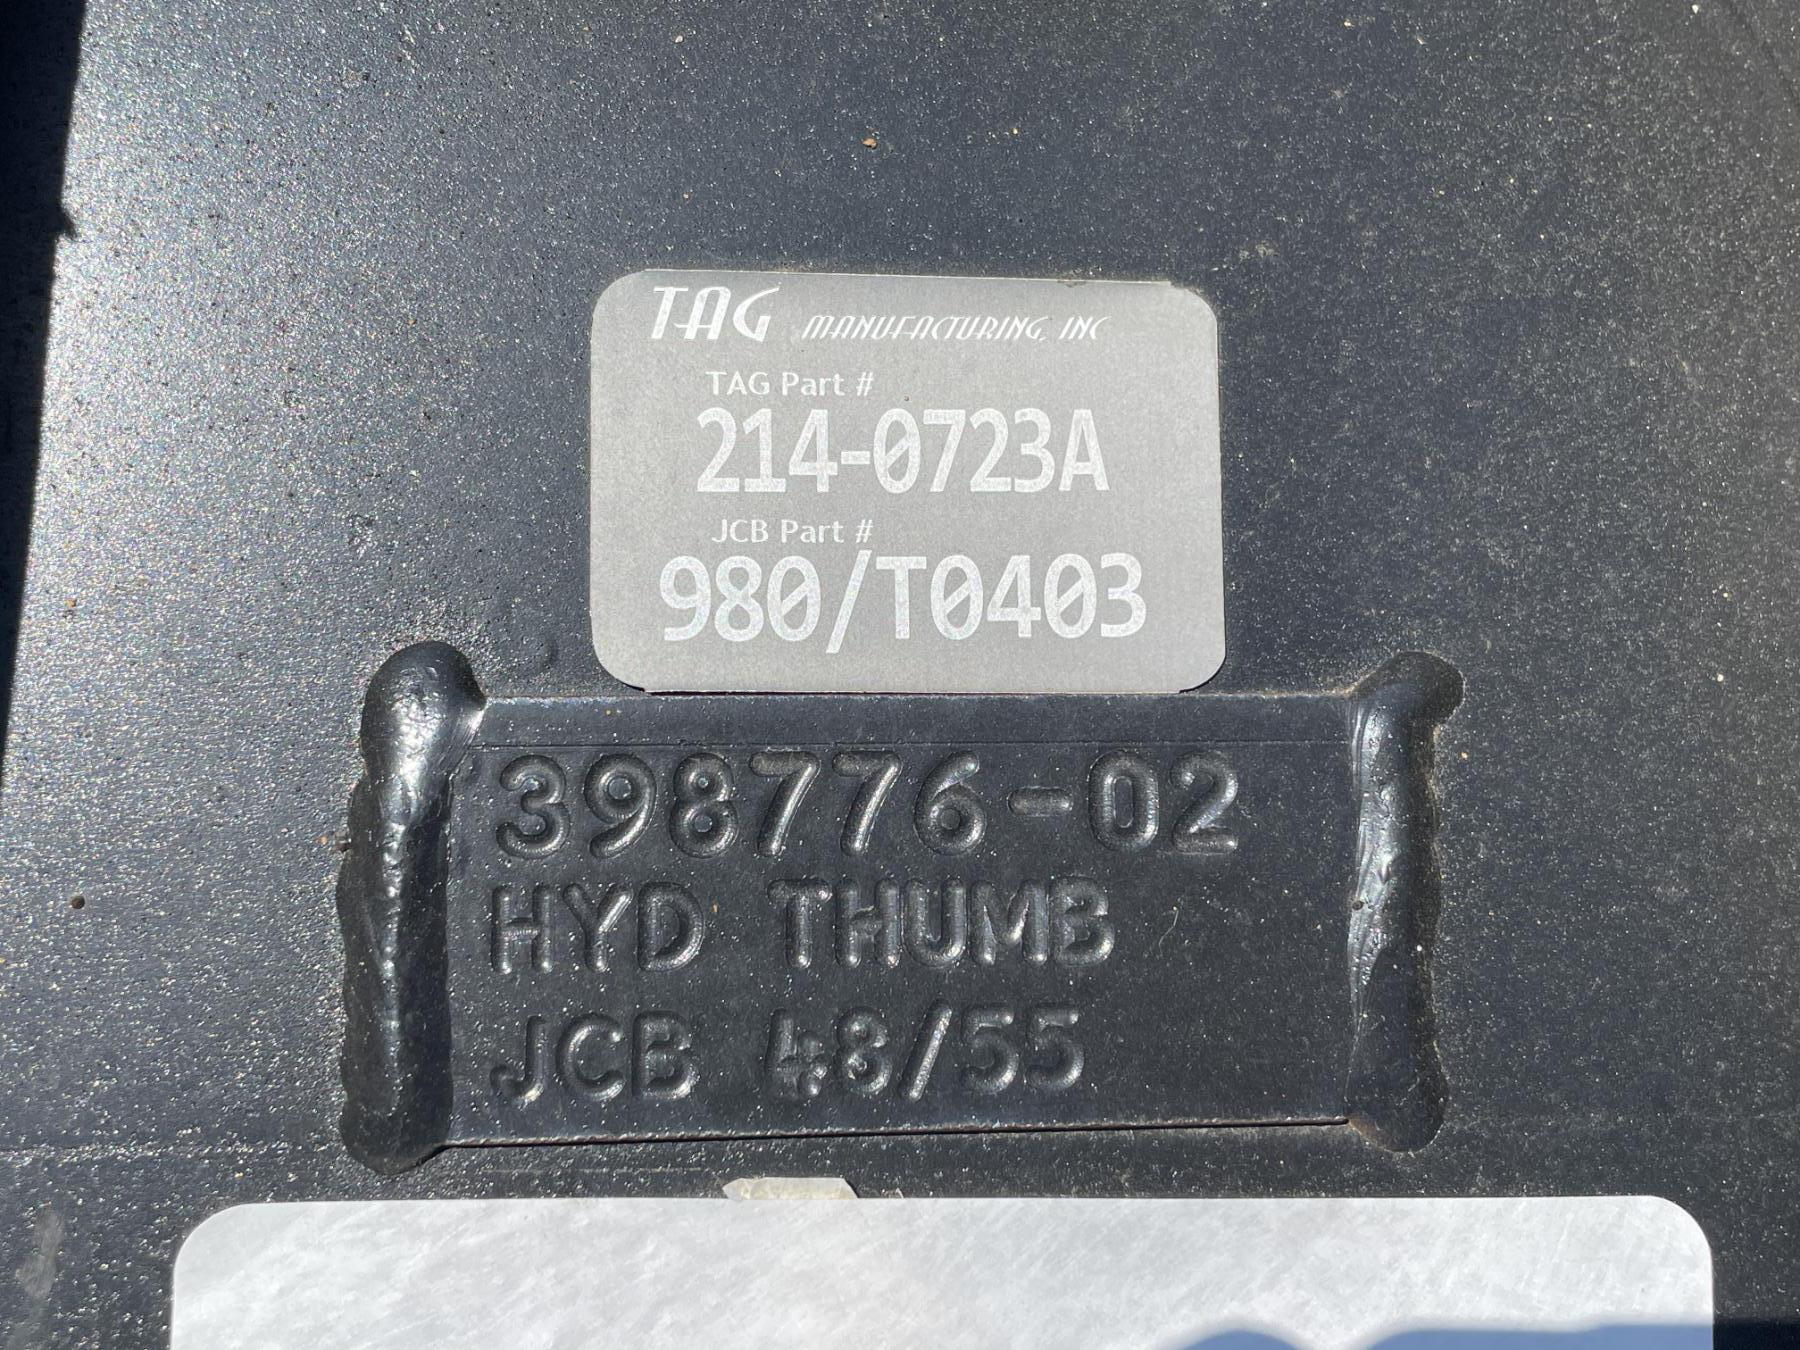 TAG MANUFACTURING, INC
TAG Part #
214-0723A
JCB Part #
980/T0403
398776-02
HYD THUMB
JCB 48/55